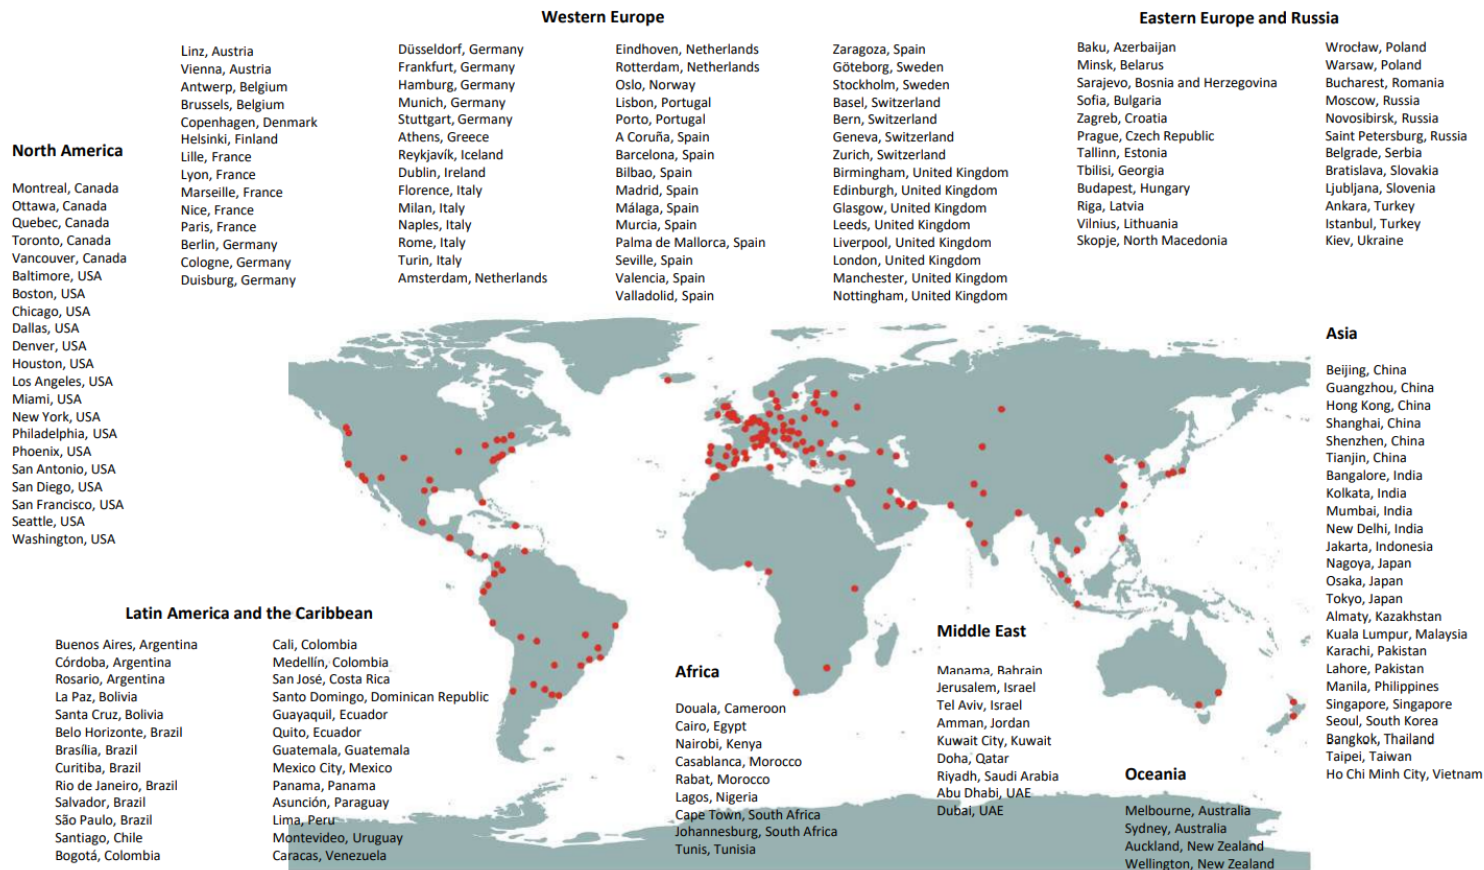 Western Europe
Linz, Austria
Vienna, Austria
Antwerp, Belgium
Brussels, Belgium
Copenhagen, Denmark
Helsinki, Finland
Lille, France
Lyon, France
Marseille, France
Nice, France
Paris, France
Berlin, Germany
Cologne, Germany
Duisburg, Germany
Düsseldorf, Germany
Frankfurt, Germany
Hamburg, Germany
Munich, Germany
Stuttgart, Germany
Athens, Greece
Reykjavík, Iceland
Dublin, Ireland
Florence, Italy
Milan, Italy
Naples, Italy
Rome, Italy
Turin, Italy
Amsterdam, Netherlands
Eindhoven, Netherlands
Rotterdam, Netherlands
Oslo, Norway
Lisbon, Portugal
Porto, Portugal
A Coruña, Spain
Barcelona, Spain
Bilbao, Spain
Madrid, Spain
Málaga, Spain
Murcia, Spain
Palma de Mallorca, Spain
Seville, Spain
Valencia, Spain
Valladolid, Spain
Zaragoza, Spain
Göteborg, Sweden
Stockholm, Sweden
Basel, Switzerland
Bern, Switzerland
Geneva, Switzerland
Zurich, Switzerland
Birmingham, United Kingdom
Edinburgh, United Kingdom
Glasgow, United Kingdom
Leeds, United Kingdom
Liverpool, United Kingdom
London, United Kingdom
Manchester, United Kingdom
Nottingham, United Kingdom
Eastern Europe and Russia
Baku, Azerbaijan
Minsk, Belarus
Sarajevo, Bosnia and Herzegovina
Sofia, Bulgaria
Zagreb, Croatia
Prague, Czech Republic
Tallinn, Estonia
Tbilisi, Georgia
Budapest, Hungary
Riga, Latvia
Vilnius, Lithuania
Skopje, North Macedonia
Wrocław, Poland
Warsaw, Poland
Bucharest, Romania
Moscow, Russia
Novosibirsk, Russia
Saint Petersburg, Russia
Belgrade, Serbia
Bratislava, Slovakia
Ljubljana, Slovenia
Ankara, Turkey
Istanbul, Turkey
Kiev, Ukraine
North America
Montreal, Canada
Ottawa, Canada
Quebec, Canada
Toronto, Canada
Vancouver, Canada
Baltimore, USA
Boston, USA
Chicago, USA
Dallas, USA
Denver, USA
Houston, USA
Los Angeles, USA
Miami, USA
New York, USA
Philadelphia, USA
Phoenix, USA
San Antonio, USA
San Diego, USA
San Francisco, USA
Seattle, USA
Washington, USA
Asia
Beijing, China
Guangzhou, China
Hong Kong, China
Shanghai, China
Shenzhen, China
Tianjin, China
Bangalore, India
Kolkata, India
Mumbai, India
New Delhi, India
Jakarta, Indonesia
Nagoya, Japan
Osaka, Japan
Tokyo, Japan
Almaty, Kazakhstan
Kuala Lumpur, Malaysia
Karachi, Pakistan
Lahore, Pakistan
Manila, Philippines
Singapore, Singapore
Seoul, South Korea
Bangkok, Thailand
Taipei, Taiwan
Ho Chi Minh City, Vietnam
Latin America and the Caribbean
Buenos Aires, Argentina
Córdoba, Argentina
Rosario, Argentina
La Paz, Bolivia
Santa Cruz, Bolivia
Belo Horizonte, Brazil
Brasília, Brazil
Curitiba, Brazil
Rio de Janeiro, Brazil
Salvador, Brazil
São Paulo, Brazil
Santiago, Chile
Bogotá, Colombia
Cali, Colombia
Medellín, Colombia
San José, Costa Rica
Santo Domingo, Dominican Republic
Guayaquil, Ecuador
Quito, Ecuador
Guatemala, Guatemala
Mexico City, Mexico
Panama, Panama
Asunción, Paraguay
Lima, Peru
Montevideo, Uruguay
Caracas, Venezuela
Africa
Douala, Cameroon
Cairo, Egypt
Nairobi, Kenya
Casablanca, Morocco
Rabat, Morocco
Lagos, Nigeria
Cape Town, South Africa
Johannesburg, South Africa
Tunis, Tunisia
Middle East
Manama, Bahrain
Jerusalem, Israel
Tel Aviv, Israel
Amman, Jordan
Kuwait City, Kuwait
Doha, Qatar
Riyadh, Saudi Arabia
Abu Dhabi, UAE
Dubai, UAE
Oceania
Melbourne, Australia
Sydney, Australia
Auckland, New Zealand
Wellington, New Zealand